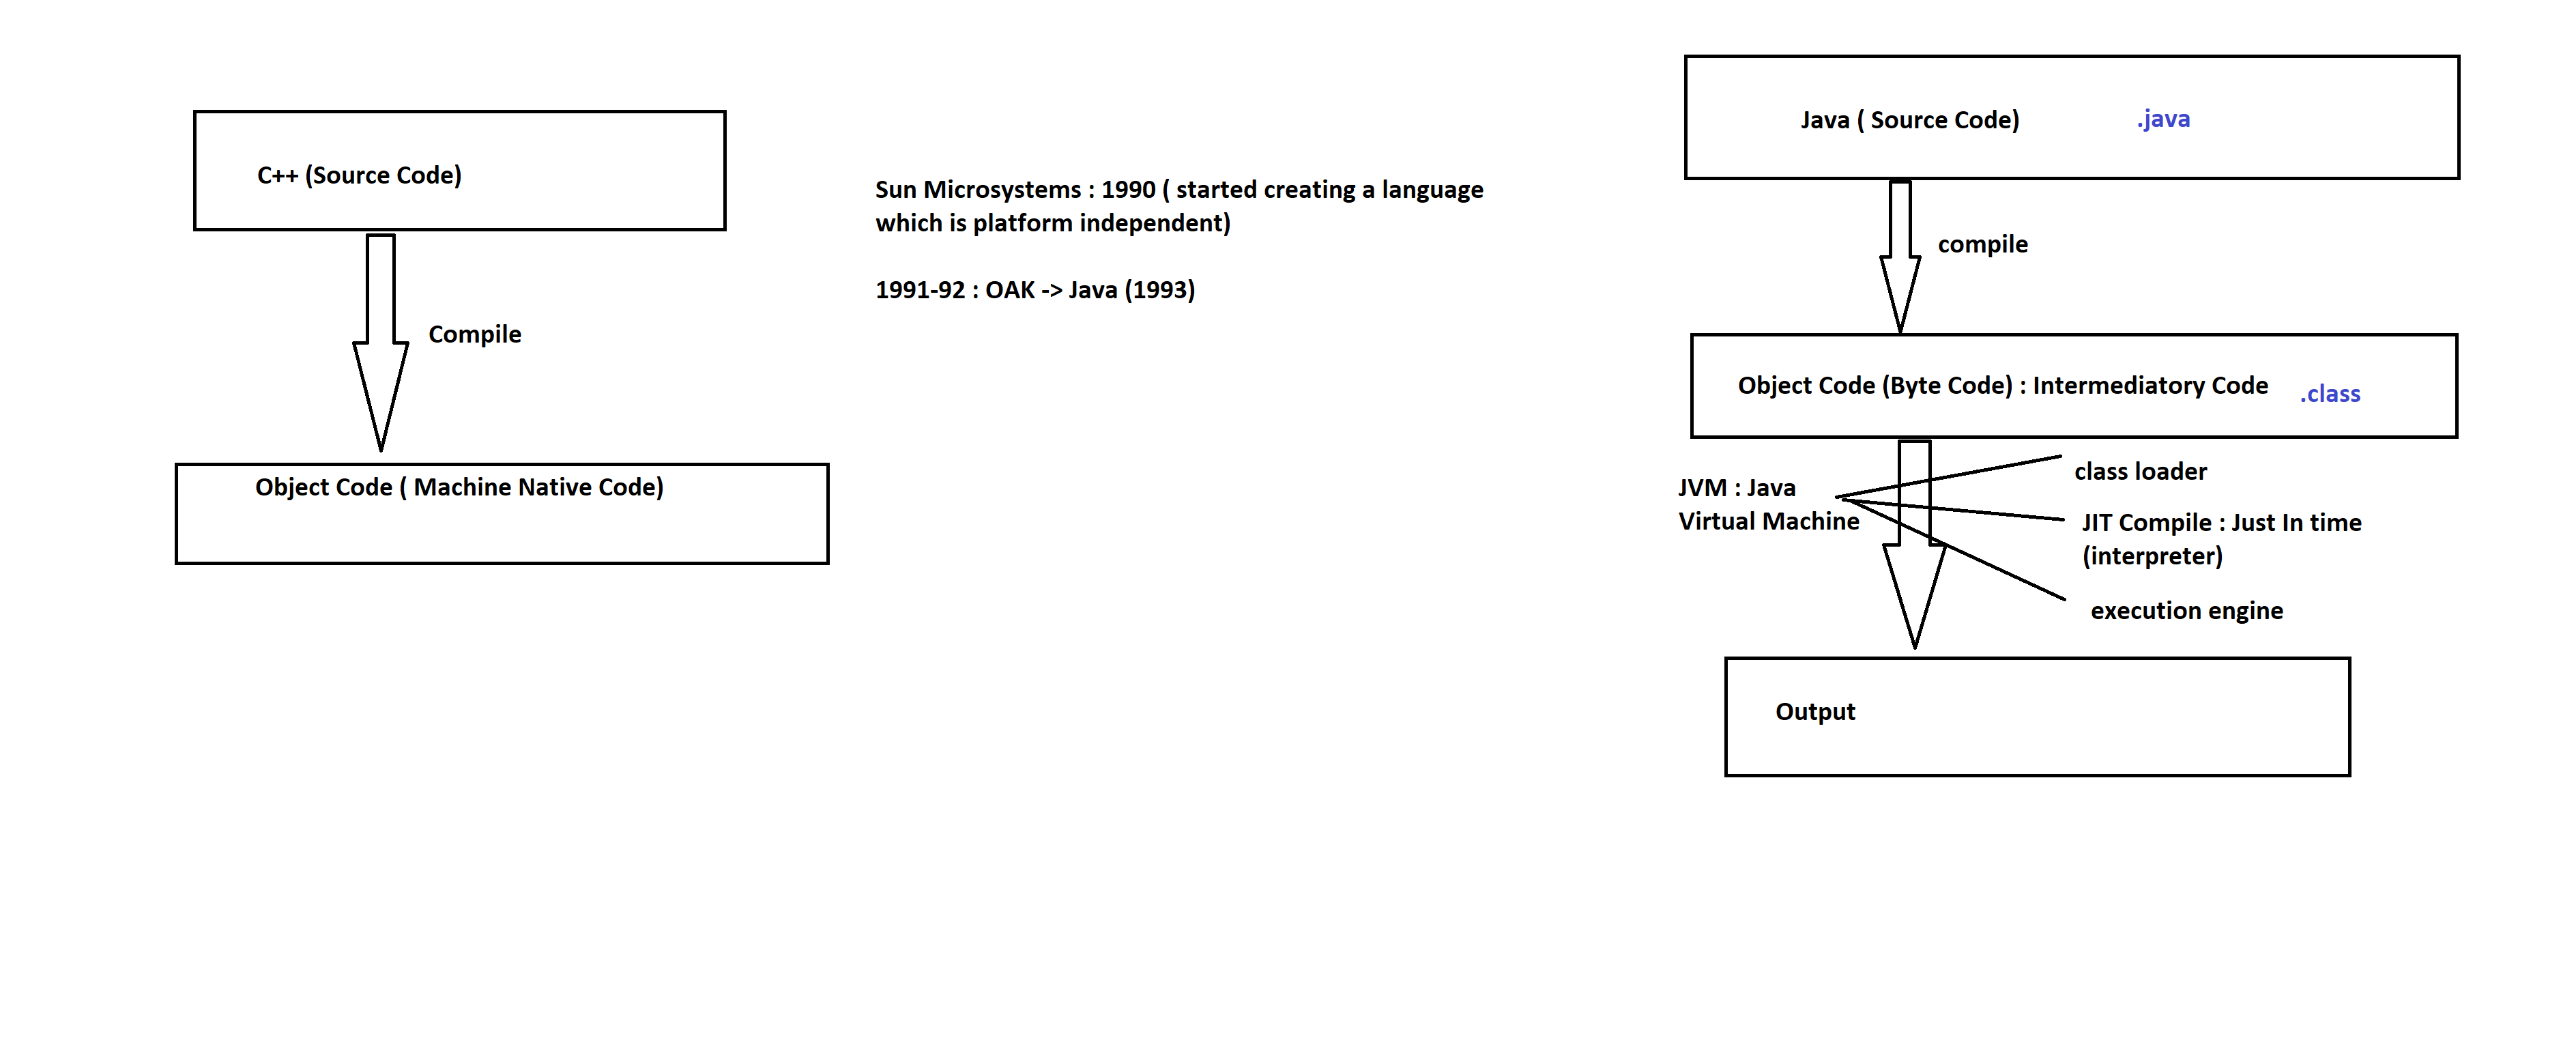 C++ (Source Code)
Compile
Object Code ( Machine Native Code)
Sun Microsystems : 1990 ( started creating a language
which is platform independent)
1991-92 : OAK -> Java (1993)
Java ( Source Code) .java
compile
Object Code (Byte Code) : Intermediatory Code .class
JVM : Java
Virtual Machine
class loader
JIT Compile : Just In time
(interpreter)
execution engine
Output